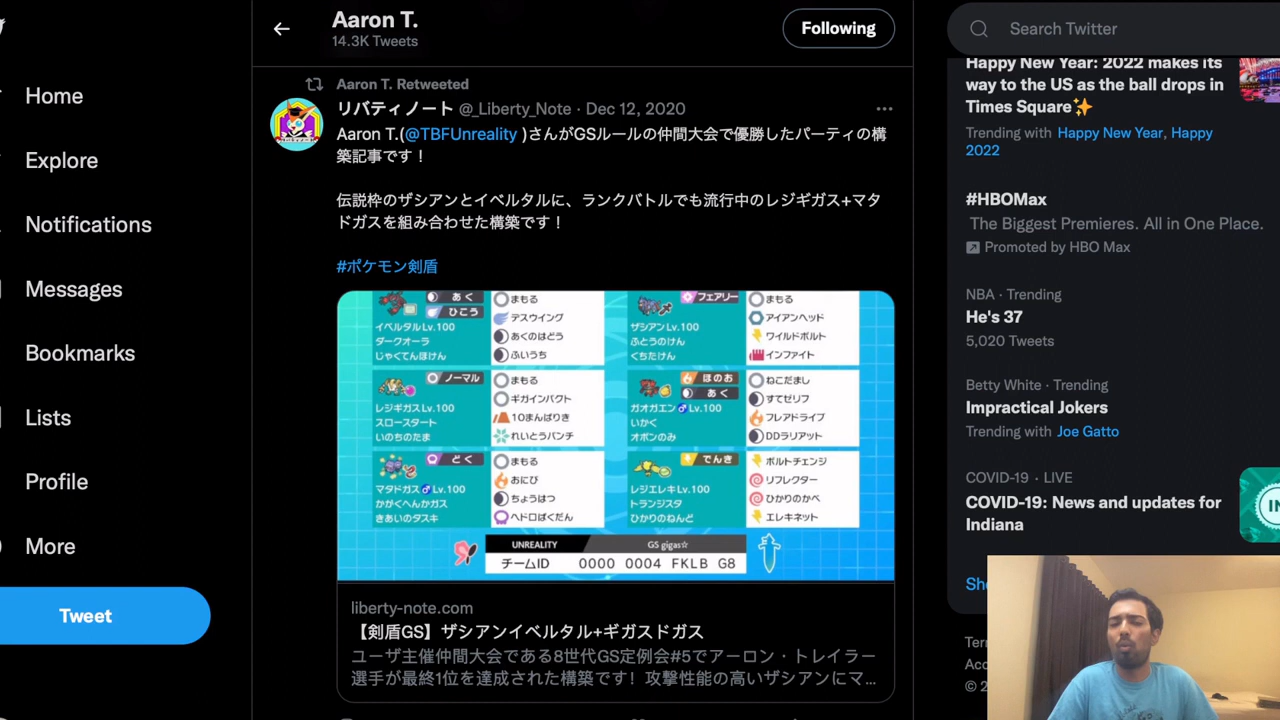 Home
Explore
Notifications
Messages
Bookmarks
Lists
Profile
More
Tweet
Aaron T.
14.3K Tweets
Following
Aaron T. Retweeted
リバティノート @_Liberty_Note · Dec 12, 2020
Aaron T.(@TBFUnreality )さんがGSルールの仲間大会で優勝したパーティの構
築記事です！
伝説枠のザシアンとイベルタルに、ランクバトルでも流行中のレジギガス+マタ
ドガスを組み合わせた構築です！
#ポケモン剣盾
あく
ひこう
イベルタル Lv.100
ダークオーラ
じゃくてんほけん
まもる
デスウイング
あくのはどう
ふいうち
フェアリー
ザシアン Lv.100
ふとうのけん
くちたけん
まもる
アイアンヘッド
ワイルドボルト
インファイト
ノーマル
レジギガス Lv.100
スロースタート
いのちのたま
まもる
ギガインパクト
10まんばりき
れいとうパンチ
ほのお
あく
ガオガエン♂ Lv.100
いかく
オボンのみ
ねこだまし
すてゼリフ
フレアドライブ
DDラリアット
どく
マタドガス♂ Lv.100
かがくへんかガス
きあいのタスキ
まもる
おにび
ちょうはつ
ヘドロばくだん
でんき
レジエレキ Lv.100
トランジスタ
ひかりのねんど
ボルトチェンジ
リフレクター
ひかりのかべ
エレキネット
UNREALITY GS gigas☆
チームID 0000 0004 FKLB G8
liberty-note.com
【剣盾GS】ザシアンイベルタル+ギガスドガス
ユーザ主催仲間大会である8世代GS定例会#5でアーロン・トレイラー
選手が最終1位を達成された構築です！ 攻撃性能の高いザシアンにマ...
Search Twitter
Happy New Year: 2022 makes its
way to the US as the ball drops in
Times Square✨
Trending with Happy New Year, Happy
2022
#HBOMax
The Biggest Premieres. All in One Place.
Promoted by HBO Max
NBA · Trending
He's 37
5,020 Tweets
Betty White · Trending
Impractical Jokers
Trending with Joe Gatto
COVID-19 · LIVE
COVID-19: News and updates for
Indiana
IN
Sh
Terr
Acc
© 2